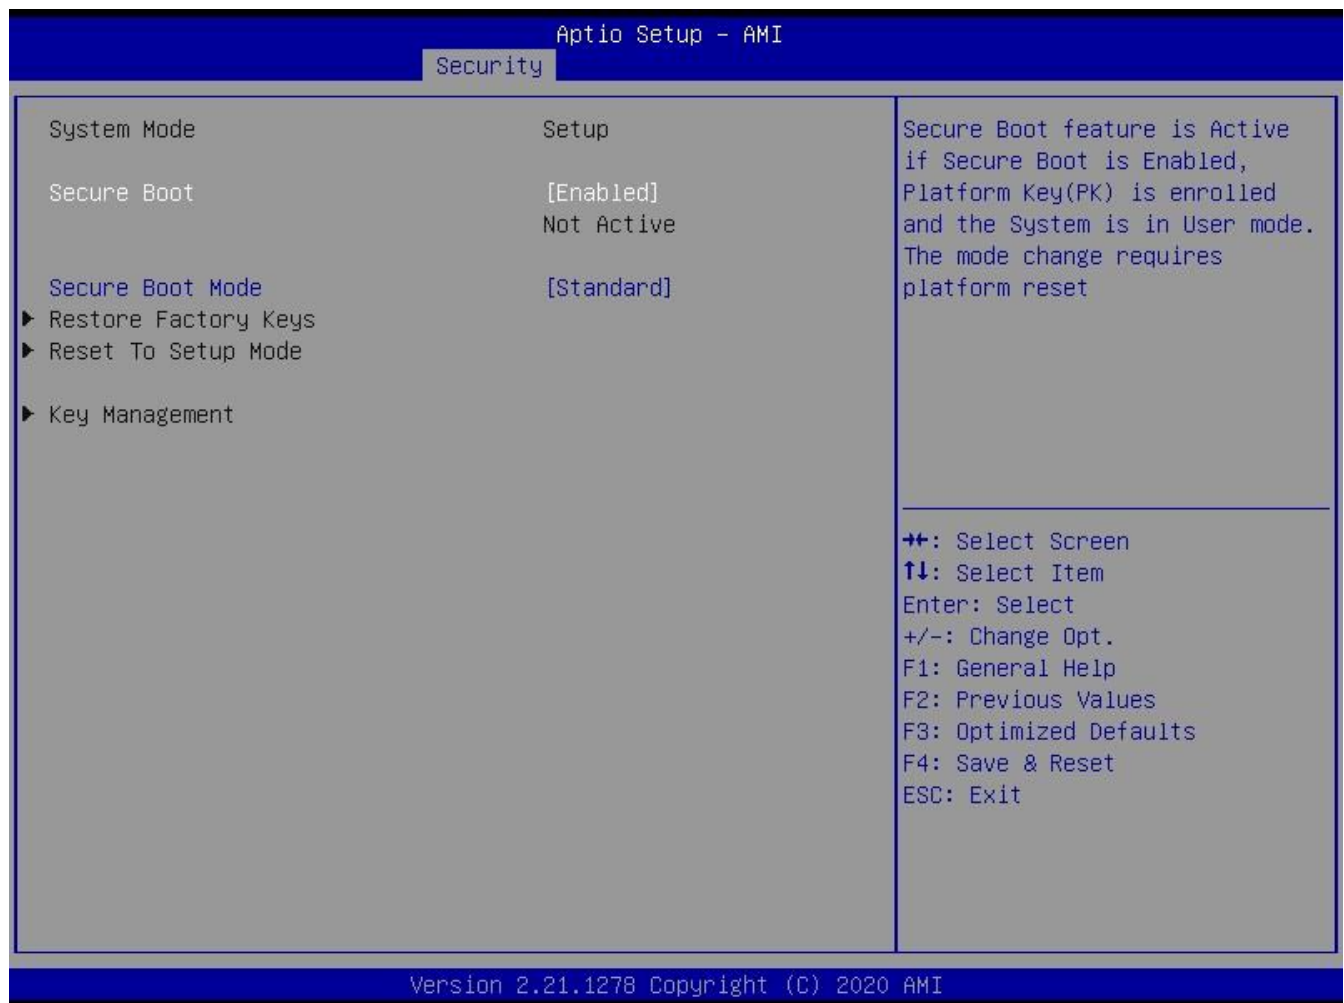 Aptio Setup - AMI
Security
System Mode Setup
Secure Boot [Enabled]
Not Active
Secure Boot Mode [Standard]
▶ Restore Factory Keys
▶ Reset To Setup Mode
▶ Key Management
Secure Boot feature is Active
if Secure Boot is Enabled,
Platform Key(PK) is enrolled
and the System is in User mode.
The mode change requires
platform reset
→←: Select Screen
↑↓: Select Item
Enter: Select
+/-: Change Opt.
F1: General Help
F2: Previous Values
F3: Optimized Defaults
F4: Save & Reset
ESC: Exit
Version 2.21.1278 Copyright (C) 2020 AMI